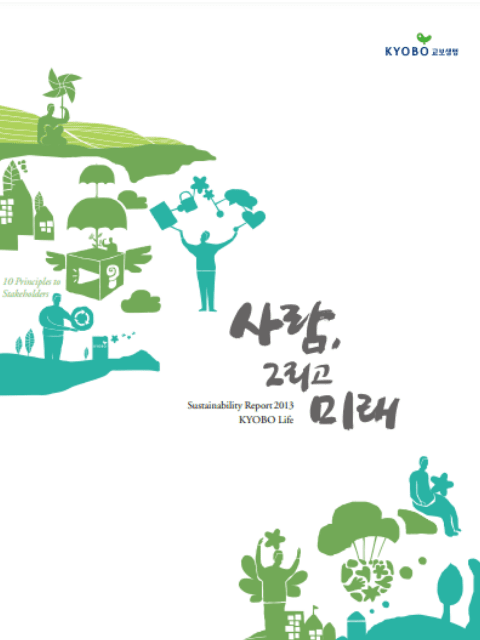 KYOBO 교보생명
10 Principles to
Stakeholders
KYOBO
사람,
그리고
Sustainability Report 2013
미래
KYOBO Life